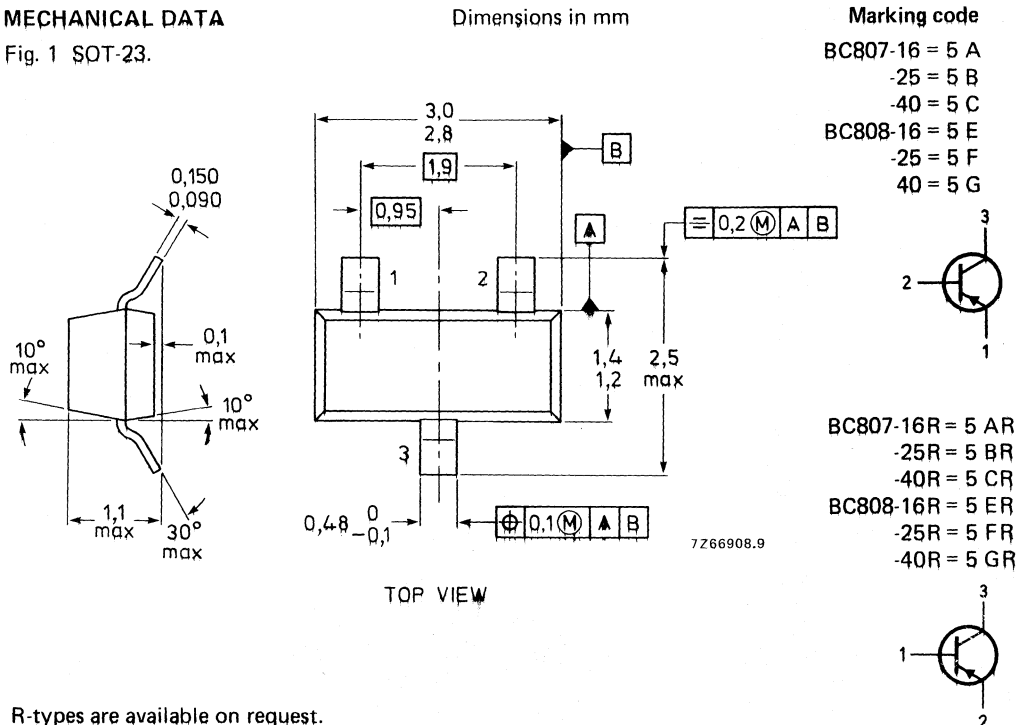 MECHANICAL DATA
Dimensions in mm
Marking code
Fig. 1 SOT-23.
BC807-16 = 5 A
-25 = 5 B
-40 = 5 C
BC808-16 = 5 E
-25 = 5 F
40 = 5 G
3
2
1
3,0
2,8
1,9
0,95
B
A
0,2 M A B
0,150
0,090
1
2
3
0,1
max
10°
max
10°
max
1,1
max
30°
max
1,4
1,2
2,5
max
0,48 0
-0,1
0,1 M A B
7Z66908.9
TOP VIEW
BC807-16R = 5 AR
-25R = 5 BR
-40R = 5 CR
BC808-16R = 5 ER
-25R = 5 FR
-40R = 5 GR
3
1
2
R-types are available on request.